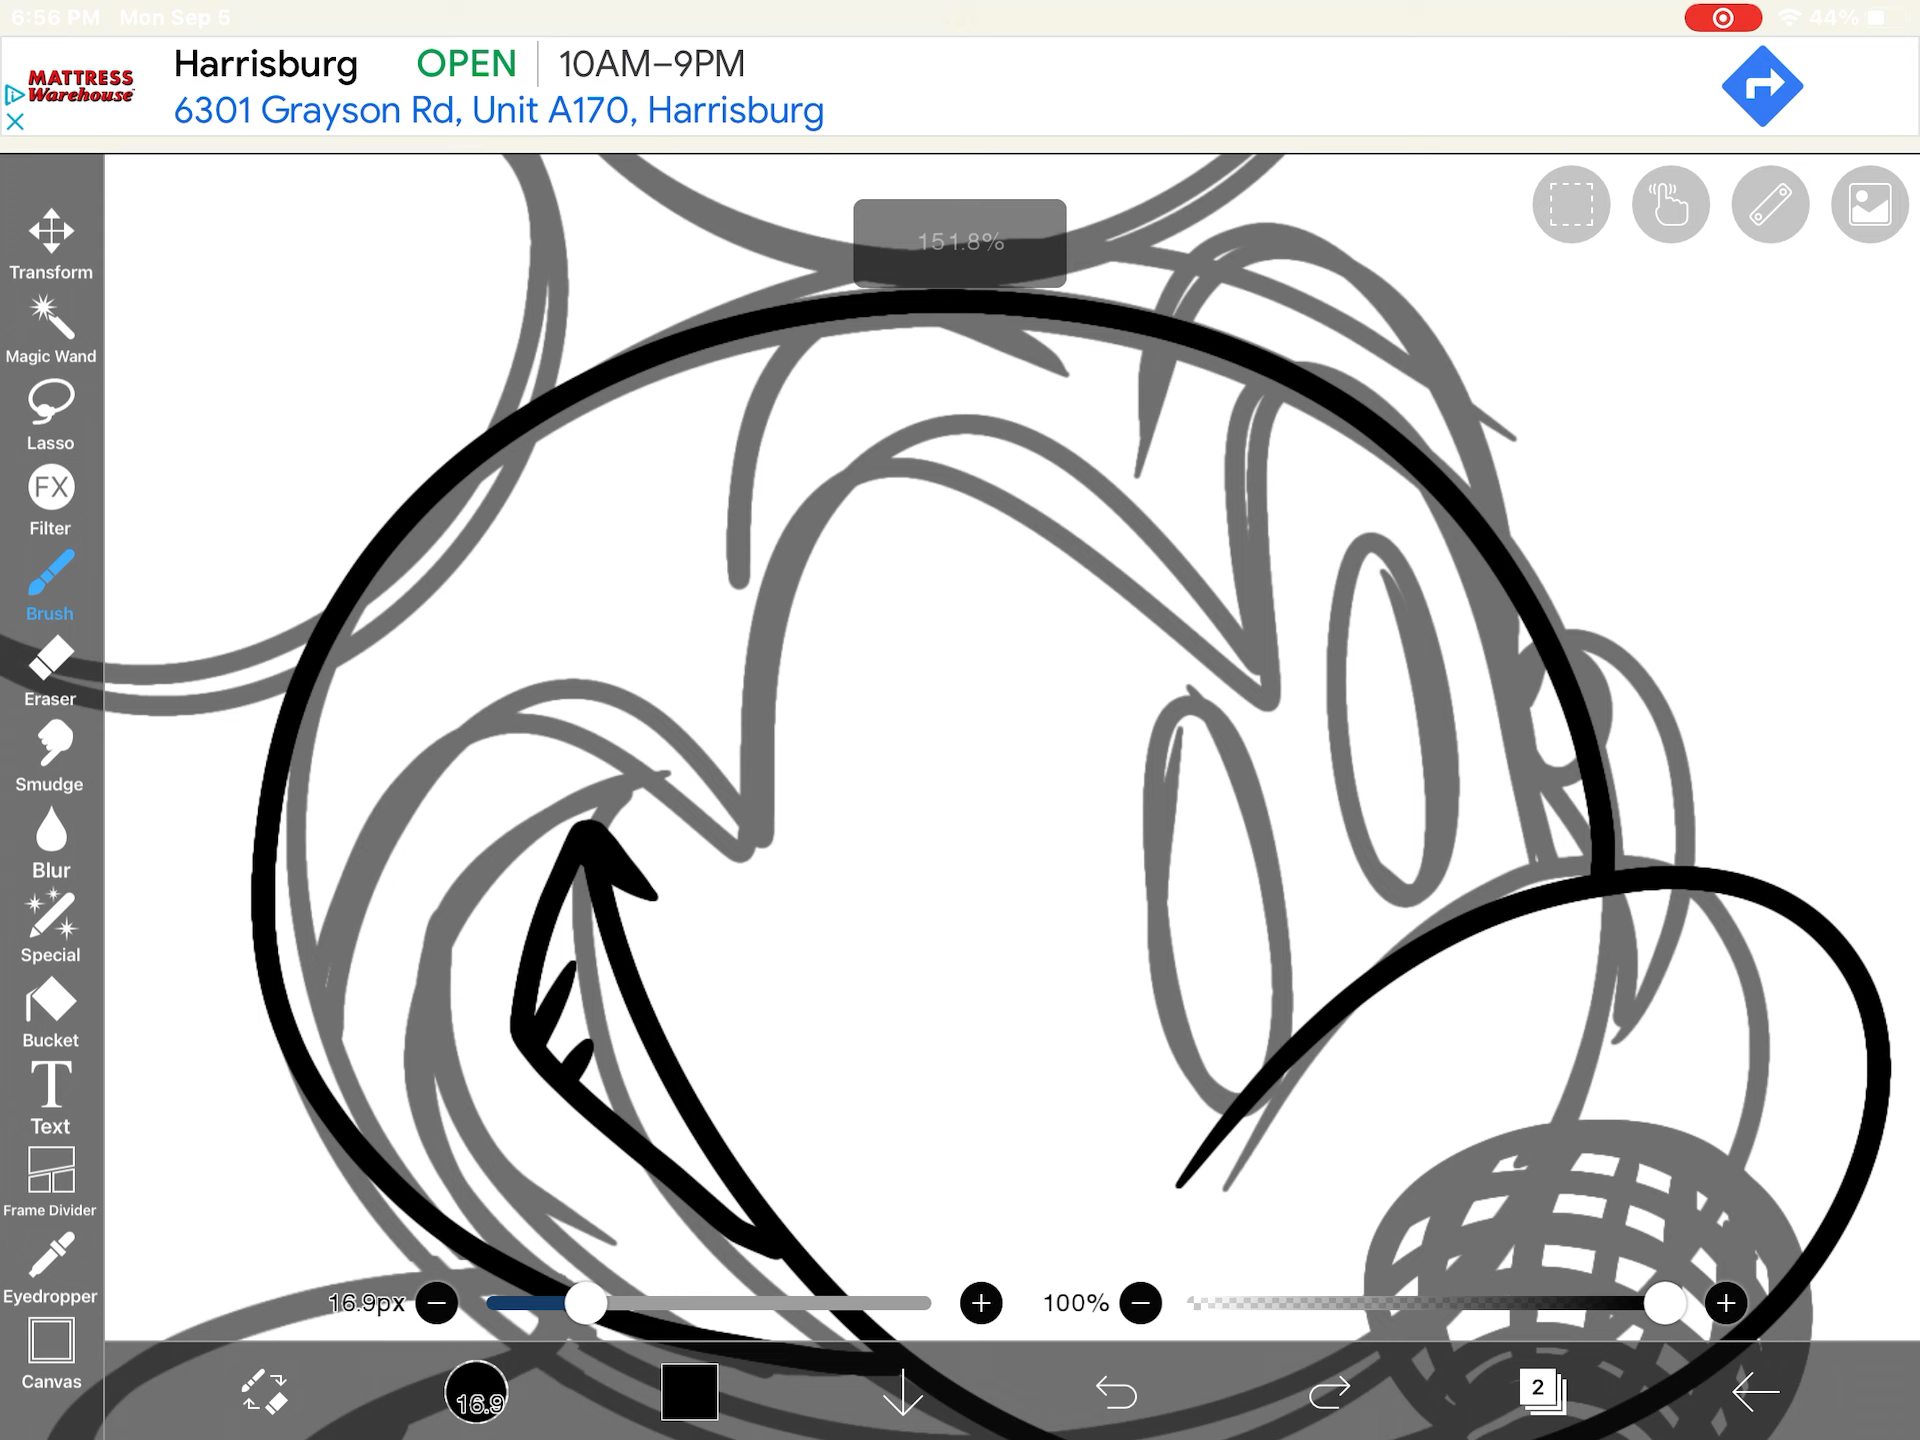 6:56 PM Mon Sep 5
44%
MATTRESS
Warehouse
Harrisburg OPEN 10AM–9PM
6301 Grayson Rd, Unit A170, Harrisburg
151.8%
Transform
Magic Wand
Lasso
FX
Filter
Brush
Eraser
Smudge
Blur
Special
Bucket
T
Text
Frame Divider
Eyedropper
Canvas
16.9px
100%
16.9
2